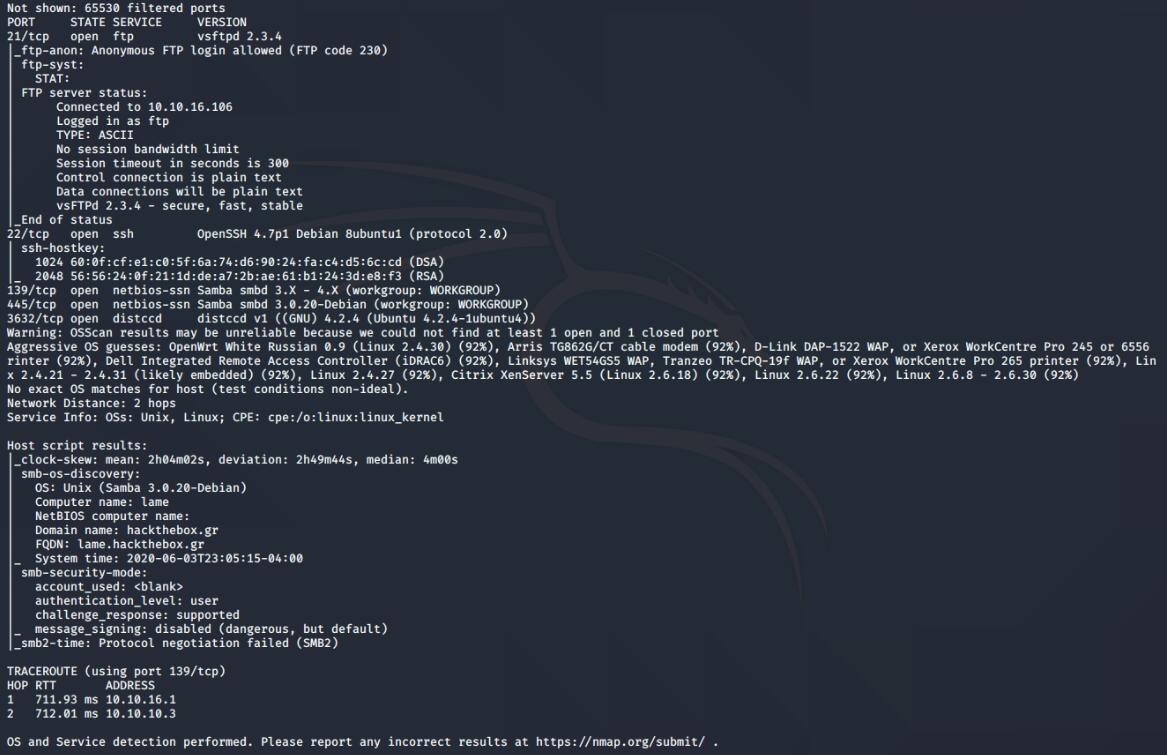 Not shown: 65530 filtered ports
PORT     STATE SERVICE     VERSION
21/tcp   open  ftp         vsftpd 2.3.4
|_ftp-anon: Anonymous FTP login allowed (FTP code 230)
| ftp-syst:
|   STAT:
| FTP server status:
|      Connected to 10.10.16.106
|      Logged in as ftp
|      TYPE: ASCII
|      No session bandwidth limit
|      Session timeout in seconds is 300
|      Control connection is plain text
|      Data connections will be plain text
|      vsFTPd 2.3.4 - secure, fast, stable
|_End of status
22/tcp   open  ssh         OpenSSH 4.7p1 Debian 8ubuntu1 (protocol 2.0)
| ssh-hostkey:
|   1024 60:0f:cf:e1:c0:5f:6a:74:d6:90:24:fa:c4:d5:6c:cd (DSA)
|_  2048 56:56:24:0f:21:1d:de:a7:2b:ae:61:b1:24:3d:e8:f3 (RSA)
139/tcp  open  netbios-ssn Samba smbd 3.X - 4.X (workgroup: WORKGROUP)
445/tcp  open  netbios-ssn Samba smbd 3.0.20-Debian (workgroup: WORKGROUP)
3632/tcp open  distccd     distccd v1 ((GNU) 4.2.4 (Ubuntu 4.2.4-1ubuntu4))
Warning: OSScan results may be unreliable because we could not find at least 1 open and 1 closed port
Aggressive OS guesses: OpenWrt White Russian 0.9 (Linux 2.4.30) (92%), Arris TG862G/CT cable modem (92%), D-Link DAP-1522 WAP, or Xerox WorkCentre Pro 245 or 6556
rinter (92%), Dell Integrated Remote Access Controller (iDRAC6) (92%), Linksys WET54GS5 WAP, Tranzeo TR-CPQ-19f WAP, or Xerox WorkCentre Pro 265 printer (92%), Lin
x 2.4.21 - 2.4.31 (likely embedded) (92%), Linux 2.4.27 (92%), Citrix XenServer 5.5 (Linux 2.6.18) (92%), Linux 2.6.22 (92%), Linux 2.6.8 - 2.6.30 (92%)
No exact OS matches for host (test conditions non-ideal).
Network Distance: 2 hops
Service Info: OSs: Unix, Linux; CPE: cpe:/o:linux:linux_kernel

Host script results:
|_clock-skew: mean: 2h04m02s, deviation: 2h49m44s, median: 4m00s
| smb-os-discovery:
|   OS: Unix (Samba 3.0.20-Debian)
|   Computer name: lame
|   NetBIOS computer name:
|   Domain name: hackthebox.gr
|   FQDN: lame.hackthebox.gr
|_  System time: 2020-06-03T23:05:15-04:00
| smb-security-mode:
|   account_used: <blank>
|   authentication_level: user
|   challenge_response: supported
|_  message_signing: disabled (dangerous, but default)
|_smb2-time: Protocol negotiation failed (SMB2)

TRACEROUTE (using port 139/tcp)
HOP RTT       ADDRESS
1   711.93 ms 10.10.16.1
2   712.01 ms 10.10.10.3

OS and Service detection performed. Please report any incorrect results at https://nmap.org/submit/ .